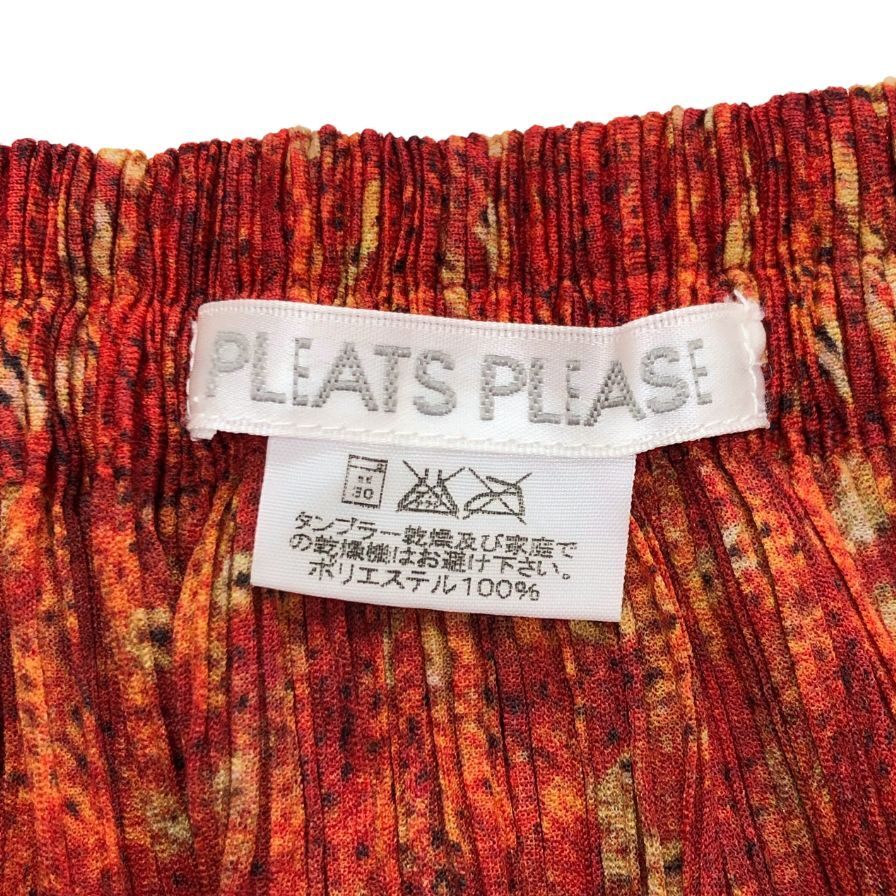 PLEATS PLEASE
30
タンブラー乾燥及び家庭で
の乾燥機はお避け下さい。
ポリエステル100%